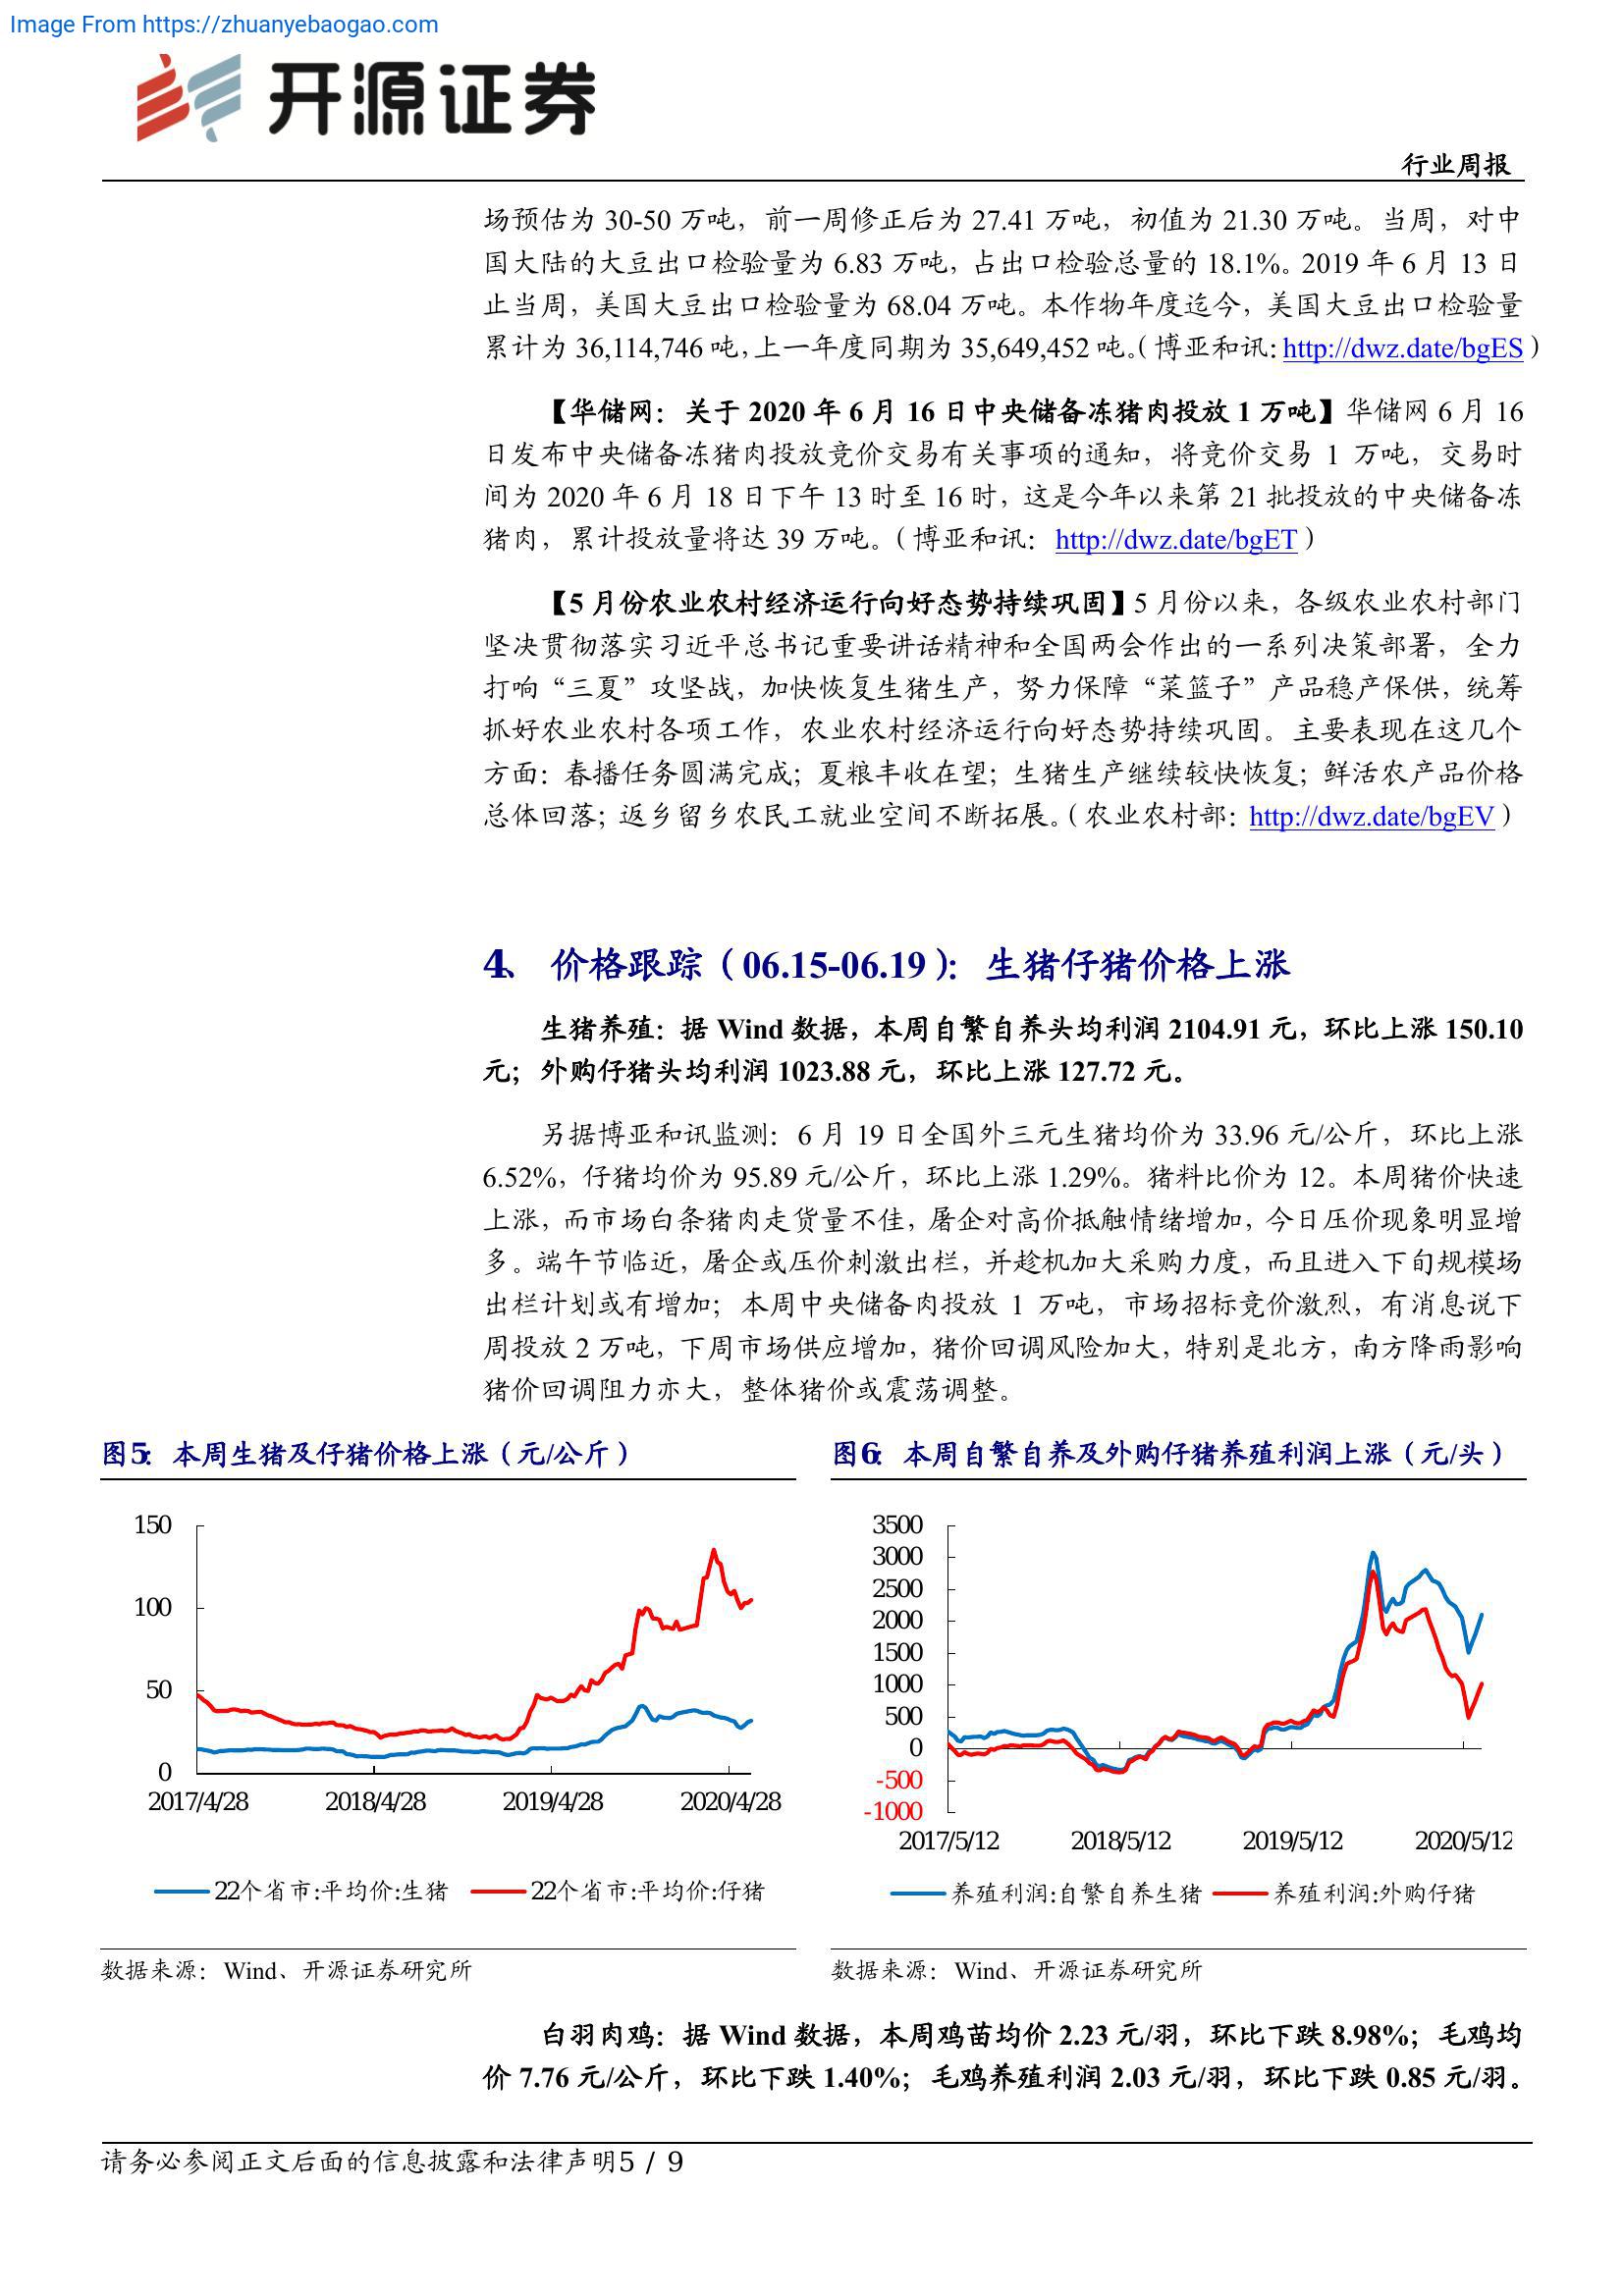 Image From https://zhuanyebaogao.com
开源证券
行业周报
场预估为 30-50 万吨，前一周修正后为 27.41 万吨，初值为 21.30 万吨。当周，对中
国大陆的大豆出口检验量为 6.83 万吨，占出口检验总量的 18.1%。2019 年 6 月 13 日
止当周，美国大豆出口检验量为 68.04 万吨。本作物年度迄今，美国大豆出口检验量
累计为 36,114,746 吨，上一年度同期为 35,649,452 吨。（博亚和讯：http://dwz.date/bgES）
【华储网：关于 2020 年 6 月 16 日中央储备冻猪肉投放 1 万吨】华储网 6 月 16
日发布中央储备冻猪肉投放竞价交易有关事项的通知，将竞价交易 1 万吨，交易时
间为 2020 年 6 月 18 日下午 13 时至 16 时，这是今年以来第 21 批投放的中央储备冻
猪肉，累计投放量将达 39 万吨。（博亚和讯：http://dwz.date/bgET）
【5 月份农业农村经济运行向好态势持续巩固】5 月份以来，各级农业农村部门
坚决贯彻落实习近平总书记重要讲话精神和全国两会作出的一系列决策部署，全力
打响“三夏”攻坚战，加快恢复生猪生产，努力保障“菜篮子”产品稳产保供，统筹
抓好农业农村各项工作，农业农村经济运行向好态势持续巩固。主要表现在这几个
方面：春播任务圆满完成；夏粮丰收在望；生猪生产继续较快恢复；鲜活农产品价格
总体回落；返乡留乡农民工就业空间不断拓展。（农业农村部：http://dwz.date/bgEV）
4、 价格跟踪（06.15-06.19）：生猪仔猪价格上涨
生猪养殖：据 Wind 数据，本周自繁自养头均利润 2104.91 元，环比上涨 150.10
元；外购仔猪头均利润 1023.88 元，环比上涨 127.72 元。
另据博亚和讯监测：6 月 19 日全国外三元生猪均价为 33.96 元/公斤，环比上涨
6.52%，仔猪均价为 95.89 元/公斤，环比上涨 1.29%。猪料比价为 12。本周猪价快速
上涨，而市场白条猪肉走货量不佳，屠企对高价抵触情绪增加，今日压价现象明显增
多。端午节临近，屠企或压价刺激出栏，并趁机加大采购力度，而且进入下旬规模场
出栏计划或有增加；本周中央储备肉投放 1 万吨，市场招标竞价激烈，有消息说下
周投放 2 万吨，下周市场供应增加，猪价回调风险加大，特别是北方，南方降雨影响
猪价回调阻力亦大，整体猪价或震荡调整。
图5：本周生猪及仔猪价格上涨（元/公斤）
150
100
50
0
2017/4/28 2018/4/28 2019/4/28 2020/4/28
22个省市:平均价:生猪 22个省市:平均价:仔猪
数据来源：Wind、开源证券研究所
图6：本周自繁自养及外购仔猪养殖利润上涨（元/头）
3500
3000
2500
2000
1500
1000
500
0
-500
-1000
2017/5/12 2018/5/12 2019/5/12 2020/5/12
养殖利润:自繁自养生猪 养殖利润:外购仔猪
数据来源：Wind、开源证券研究所
白羽肉鸡：据 Wind 数据，本周鸡苗均价 2.23 元/羽，环比下跌 8.98%；毛鸡均
价 7.76 元/公斤，环比下跌 1.40%；毛鸡养殖利润 2.03 元/羽，环比下跌 0.85 元/羽。
请务必参阅正文后面的信息披露和法律声明5 / 9